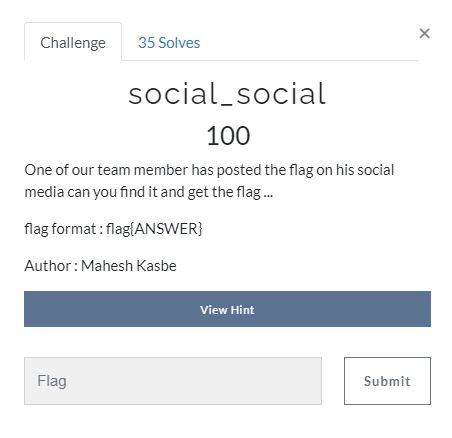 Challenge
35 Solves
×
social_social
100
One of our team member has posted the flag on his social
media can you find it and get the flag ...
flag format : flag{ANSWER}
Author : Mahesh Kasbe
View Hint
Flag
Submit